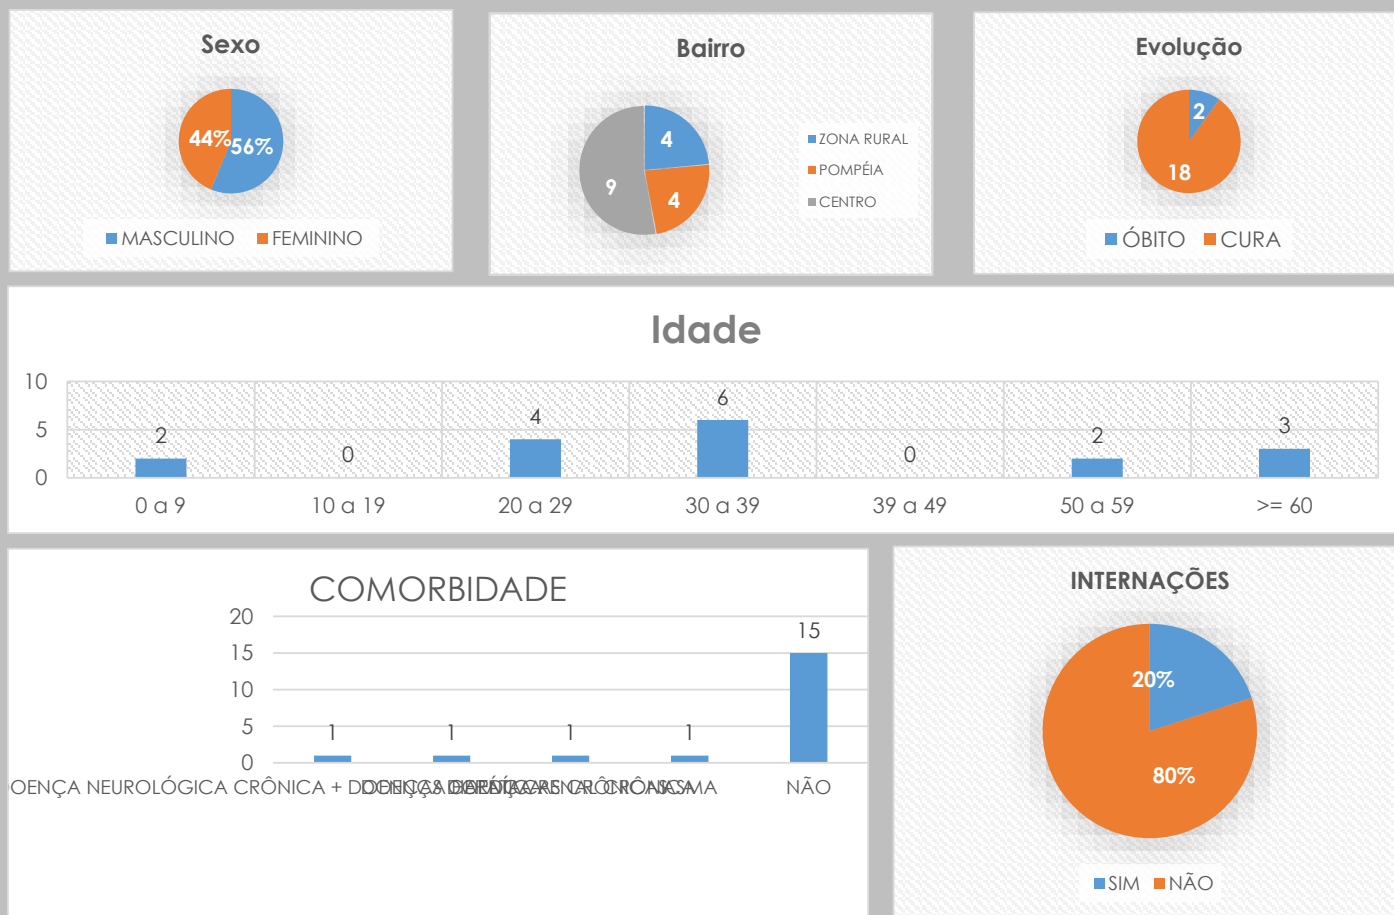 Sexo
44%
56%
MASCULINO
FEMININO
Bairro
4
4
9
ZONA RURAL
POMPÉIA
CENTRO
Evolução
2
18
ÓBITO
CURA
Idade
10
5
0
2
0
4
6
0
2
3
0 a 9
10 a 19
20 a 29
30 a 39
39 a 49
50 a 59
>= 60
COMORBIDADE
20
15
10
5
0
1
1
1
1
15
OENÇA NEUROLÓGICA CRÔNICA +
NÃO
INTERNAÇÕES
20%
80%
SIM
NÃO